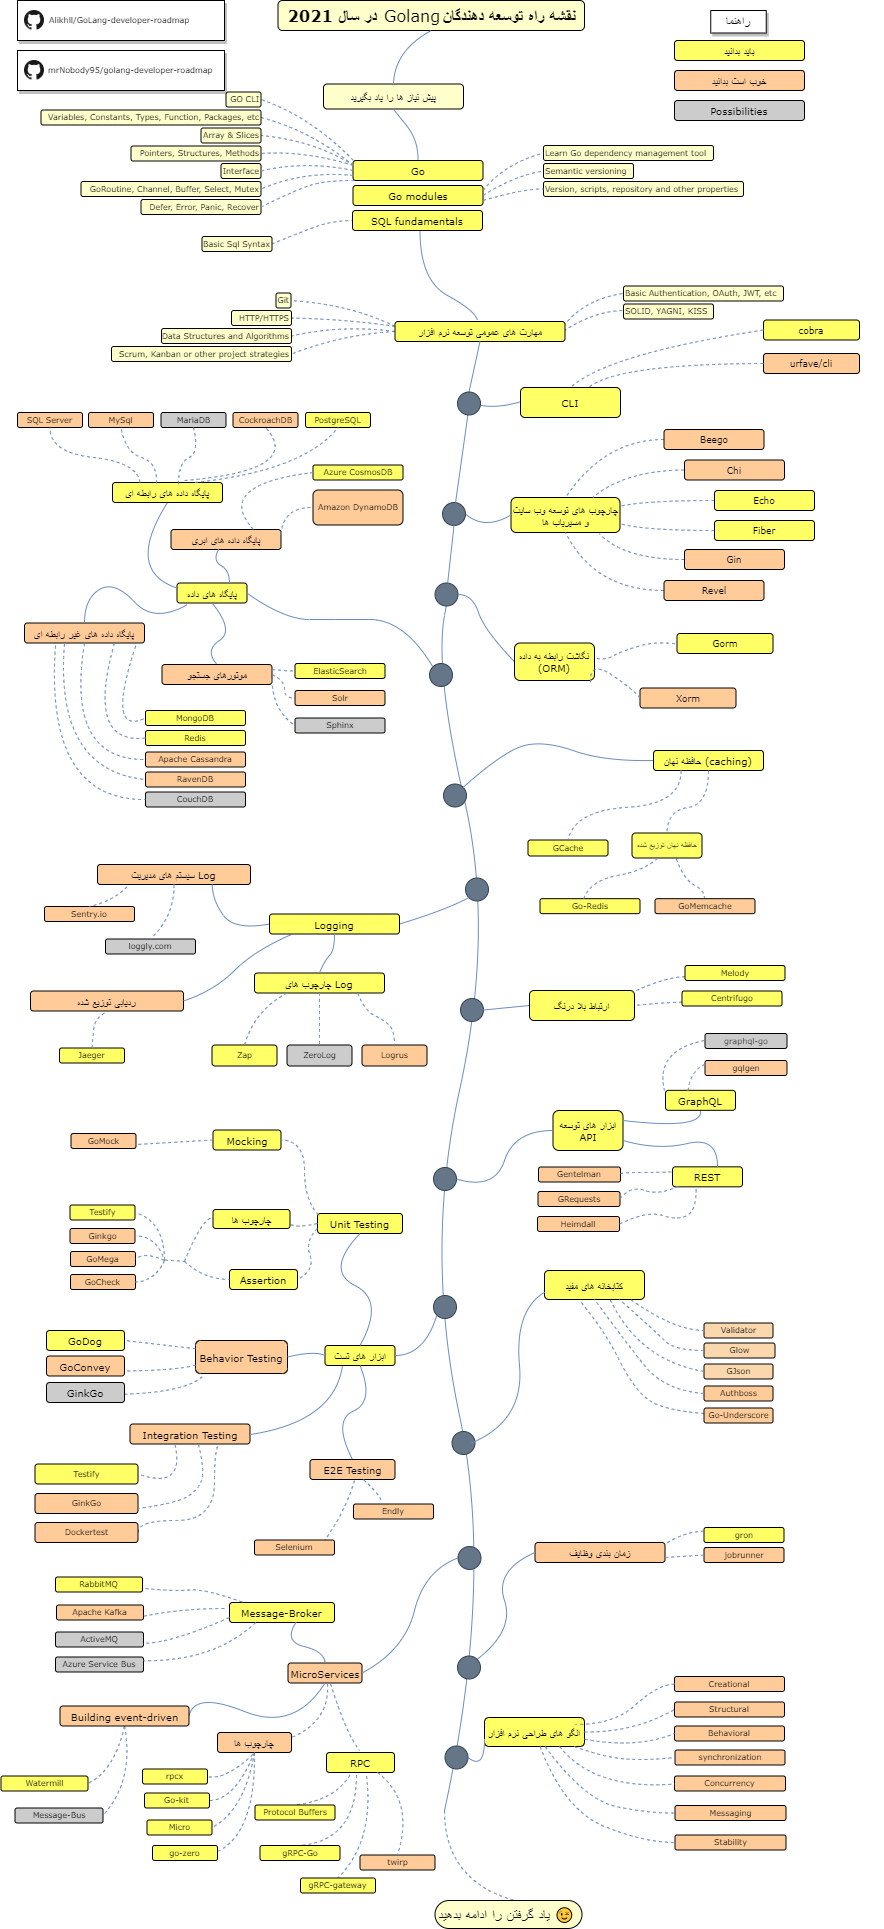 نقشه راه توسعه دهندگان Golang در سال 2021
Alikhll/GoLang-developer-roadmap
mrNobody95/golang-developer-roadmap
راهنما
باید بدانید
خوب است بدانید
Possibilities
پیش نیاز ها را یاد بگیرید
GO CLI
Variables, Constants, Types, Function, Packages, etc
Array & Slices
Pointers, Structures, Methods
Interface
GoRoutine, Channel, Buffer, Select, Mutex
Defer, Error, Panic, Recover
Go
Go modules
SQL fundamentals
Learn Go dependency management tool
Semantic versioning
Version, scripts, repository and other properties
Basic Sql Syntax
Git
HTTP/HTTPS
Data Structures and Algorithms
Scrum, Kanban or other project strategies
مهارت های عمومی توسعه نرم افزار
Basic Authentication, OAuth, JWT, etc
SOLID, YAGNI, KISS
cobra
urfave/cli
CLI
SQL Server
MySql
MariaDB
CockroachDB
PostgreSQL
پایگاه داده های رابطه ای
Azure CosmosDB
Amazon DynamoDB
پایگاه داده های ابری
پایگاه های داده
پایگاه داده های غیر رابطه ای
موتورهای جستجو
ElasticSearch
Solr
Sphinx
MongoDB
Redis
Apache Cassandra
RavenDB
CouchDB
Beego
Chi
Echo
Fiber
Gin
Revel
چارچوب های توسعه وب سایت
و مسیریاب ها
نگاشت رابطه به داده
(ORM)
Gorm
Xorm
حافظه نهان (caching)
GCache
حافظه نهان توزیع شده
Go-Redis
GoMemcache
سیستم های مدیریت Log
Sentry.io
loggly.com
Logging
چارچوب های Log
ردیابی توزیع شده
Jaeger
Zap
ZeroLog
Logrus
ارتباط بلا درنگ
Melody
Centrifugo
graphql-go
gqlgen
GraphQL
ابزار های توسعه
API
REST
Gentelman
GRequests
Heimdall
GoMock
Mocking
Testify
Ginkgo
GoMega
GoCheck
چارچوب ها
Unit Testing
Assertion
کتابخانه های مفید
Validator
Glow
GJson
Authboss
Go-Underscore
GoDog
GoConvey
GinkGo
Behavior Testing
ابزار های تست
Integration Testing
Testify
GinkGo
Dockertest
E2E Testing
Endly
Selenium
زمان بندی وظایف
gron
jobrunner
RabbitMQ
Apache Kafka
ActiveMQ
Azure Service Bus
Message-Broker
MicroServices
Building event-driven
Watermill
Message-Bus
چارچوب ها
rpcx
Go-kit
Micro
go-zero
RPC
Protocol Buffers
gRPC-Go
gRPC-gateway
twirp
الگو های طراحی نرم افزار
Creational
Structural
Behavioral
synchronization
Concurrency
Messaging
Stability
یاد گرفتن را ادامه بدهید 😉